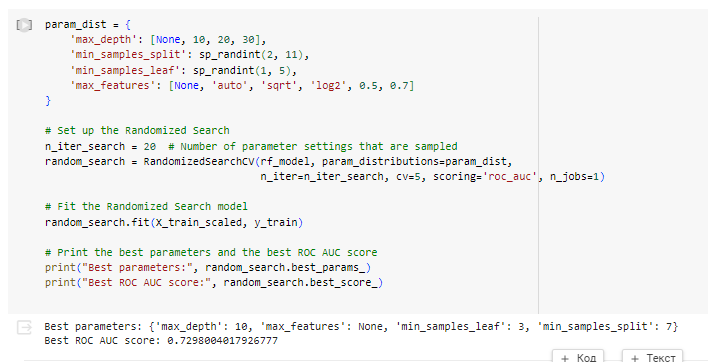 param_dist = {
    'max_depth': [None, 10, 20, 30],
    'min_samples_split': sp_randint(2, 11),
    'min_samples_leaf': sp_randint(1, 5),
    'max_features': [None, 'auto', 'sqrt', 'log2', 0.5, 0.7]
}
# Set up the Randomized Search
n_iter_search = 20  # Number of parameter settings that are sampled
random_search = RandomizedSearchCV(rf_model, param_distributions=param_dist,
                                   n_iter=n_iter_search, cv=5, scoring='roc_auc', n_jobs=1)
# Fit the Randomized Search model
random_search.fit(X_train_scaled, y_train)
# Print the best parameters and the best ROC AUC score
print("Best parameters:", random_search.best_params_)
print("Best ROC AUC score:", random_search.best_score_)
Best parameters: {'max_depth': 10, 'max_features': None, 'min_samples_leaf': 3, 'min_samples_split': 7}
Best ROC AUC score: 0.7298004017926777
+ Код + Текст